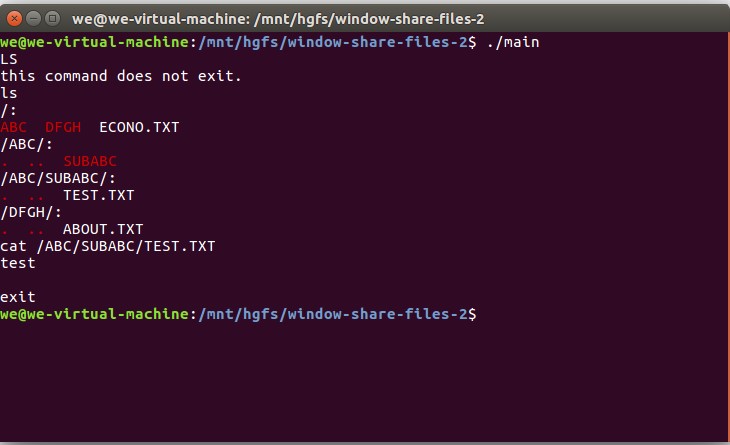 we@we-virtual-machine: /mnt/hgfs/window-share-files-2
we@we-virtual-machine:/mnt/hgfs/window-share-files-2$ ./main
LS
this command does not exit.
ls
/:
ABC  DFGH  ECONO.TXT
/ABC/:
.  ..  SUBABC
/ABC/SUBABC/:
.  ..  TEST.TXT
/DFGH/:
.  ..  ABOUT.TXT
cat /ABC/SUBABC/TEST.TXT
test
exit
we@we-virtual-machine:/mnt/hgfs/window-share-files-2$